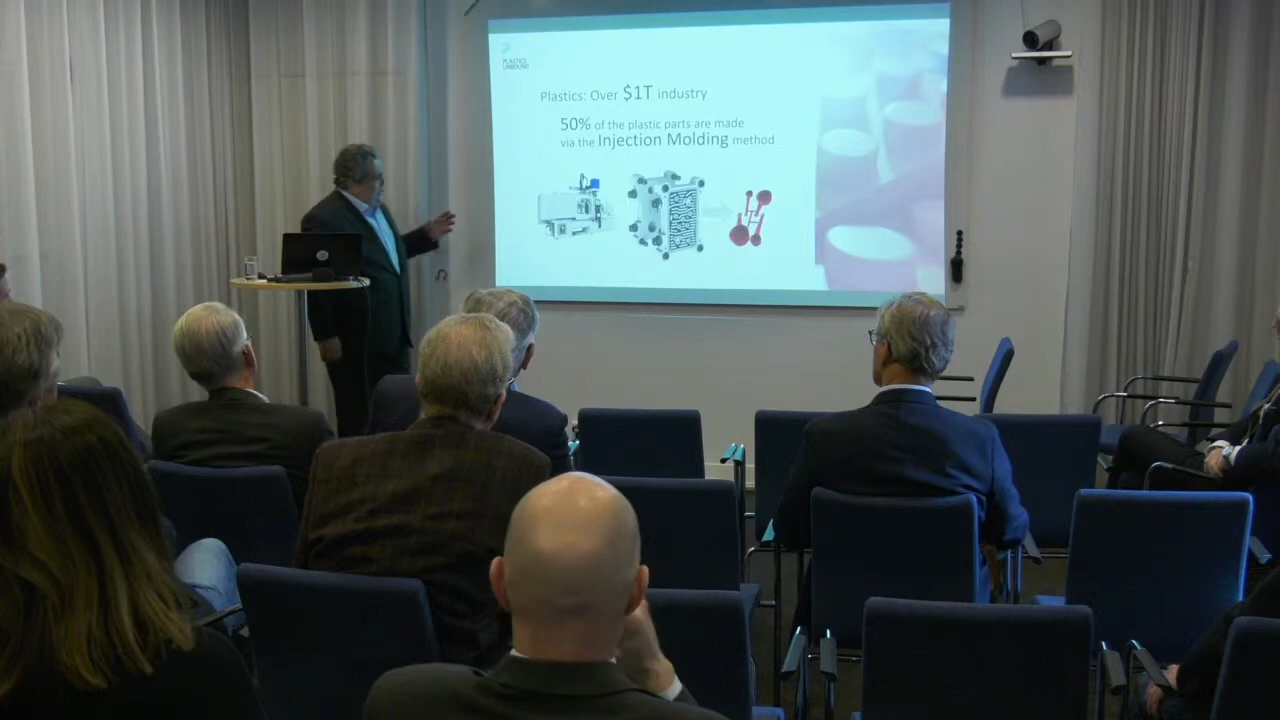 PLASTICS
UNBOUND
Plastics: Over $1T industry
50% of the plastic parts are made
via the Injection Molding method